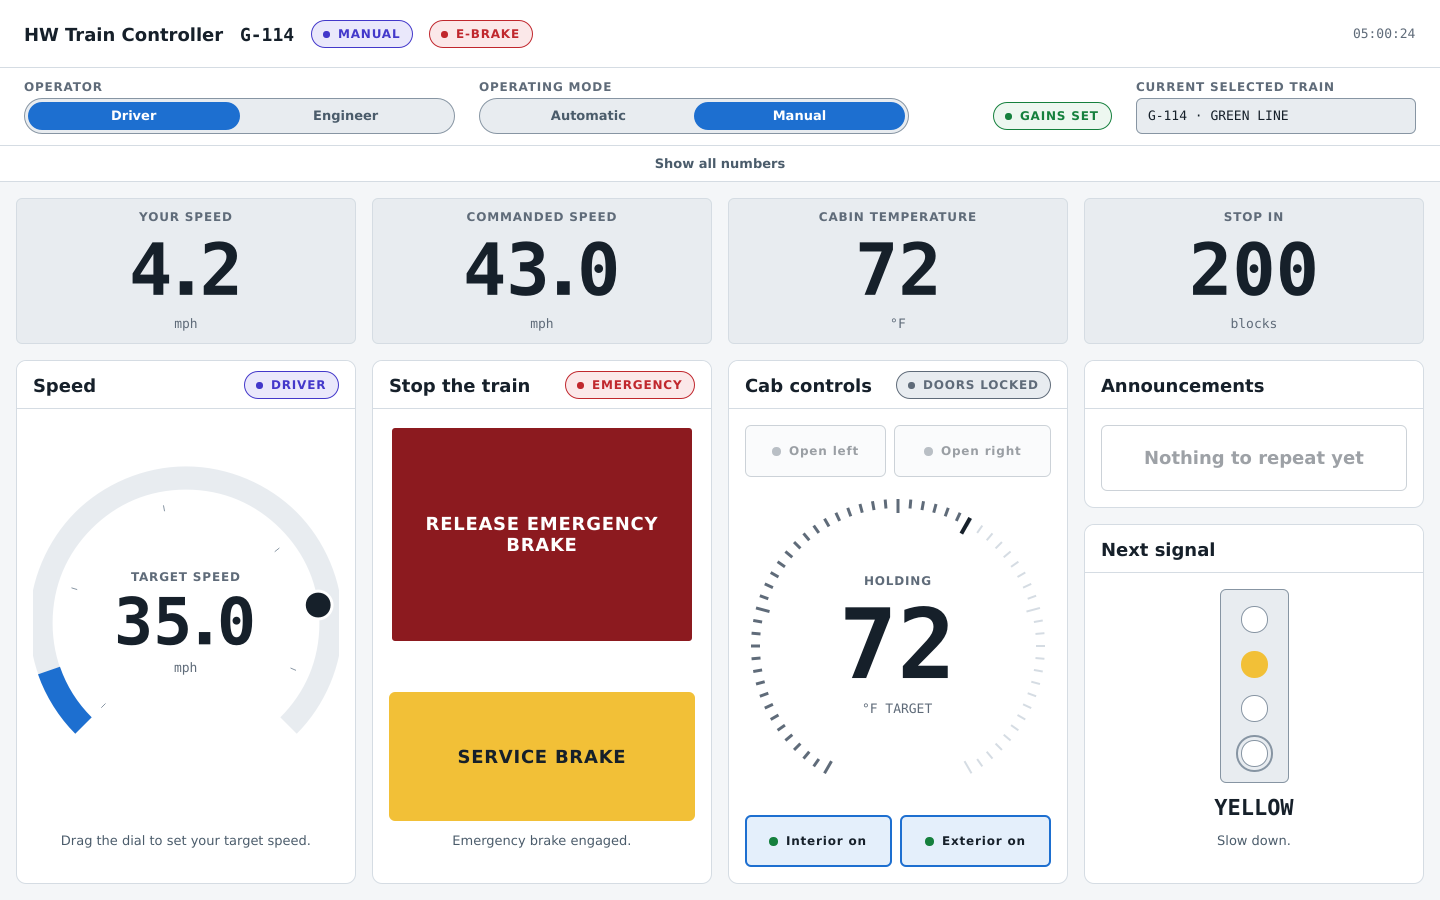 HW Train Controller G-114 MANUAL E-BRAKE 05:00:24
OPERATOR OPERATING MODE CURRENT SELECTED TRAIN
Driver Engineer Automatic Manual GAINS SET G-114 · GREEN LINE
Show all numbers
YOUR SPEED
4.2
mph
COMMANDED SPEED
43.0
mph
CABIN TEMPERATURE
72
°F
STOP IN
200
blocks
Speed DRIVER
TARGET SPEED
35.0
mph
Drag the dial to set your target speed.
Stop the train EMERGENCY
RELEASE EMERGENCY
BRAKE
SERVICE BRAKE
Emergency brake engaged.
Cab controls DOORS LOCKED
Open left Open right
HOLDING
72
°F TARGET
Interior on Exterior on
Announcements
Nothing to repeat yet
Next signal
YELLOW
Slow down.